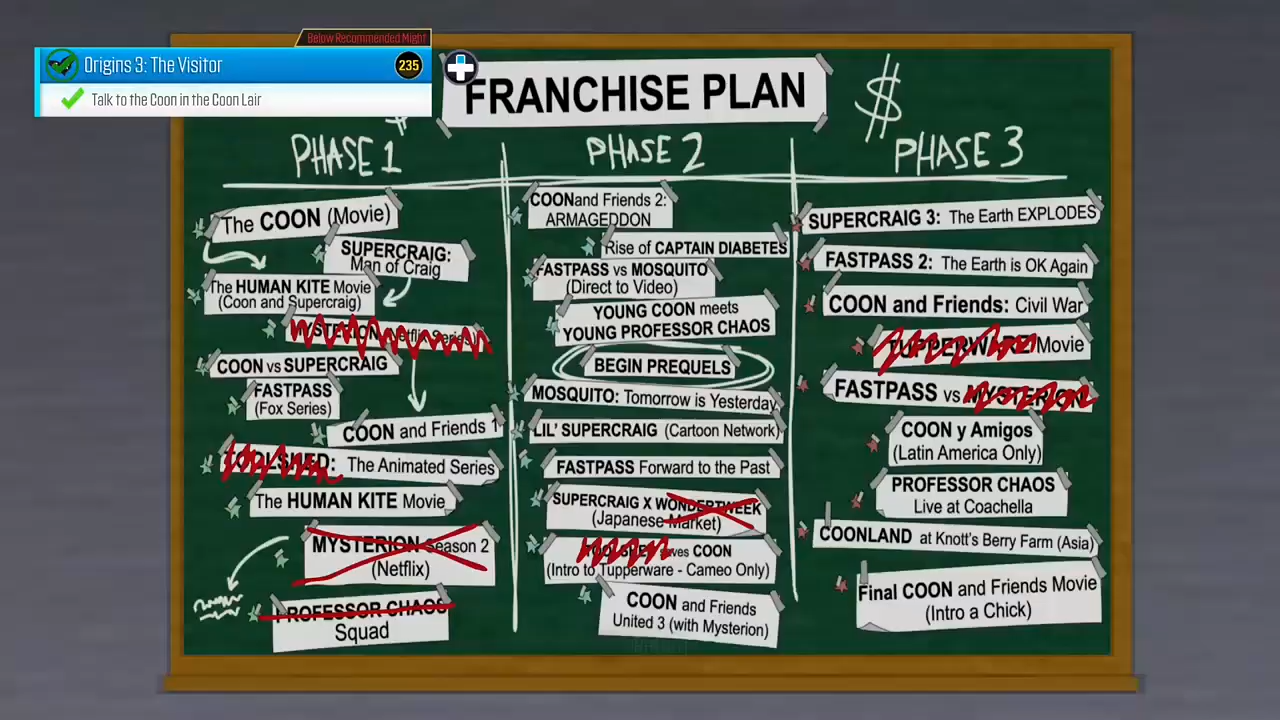 Below Recommended Might
Origins 3: The Visitor
235
Talk to the Coon in the Coon Lair
FRANCHISE PLAN
$
$
PHASE 1
The COON (Movie)
SUPERCRAIG:
Man of Craig
The HUMAN KITE Movie
(Coon and Supercraig)
MYSTERION Netflix Series
COON vs SUPERCRAIG
FASTPASS
(Fox Series)
COON and Friends 1
TOOLSHED: The Animated Series
The HUMAN KITE Movie
MYSTERION Season 2
(Netflix)
PROFESSOR CHAOS
Squad
PHASE 2
COON and Friends 2:
ARMAGEDDON
Rise of CAPTAIN DIABETES
FASTPASS vs MOSQUITO
(Direct to Video)
YOUNG COON meets
YOUNG PROFESSOR CHAOS
BEGIN PREQUELS
MOSQUITO: Tomorrow is Yesterday
LIL' SUPERCRAIG (Cartoon Network)
FASTPASS Forward to the Past
SUPERCRAIG X WONDERTWEEK
(Japanese Market)
TOOLSHED saves COON
(Intro to Tupperware - Cameo Only)
COON and Friends
United 3 (with Mysterion)
PHASE 3
SUPERCRAIG 3: The Earth EXPLODES
FASTPASS 2: The Earth is OK Again
COON and Friends: Civil War
TUPPERWARE Movie
FASTPASS vs MYSTERION
COON y Amigos
(Latin America Only)
PROFESSOR CHAOS
Live at Coachella
COONLAND at Knott's Berry Farm (Asia)
Final COON and Friends Movie
(Intro a Chick)